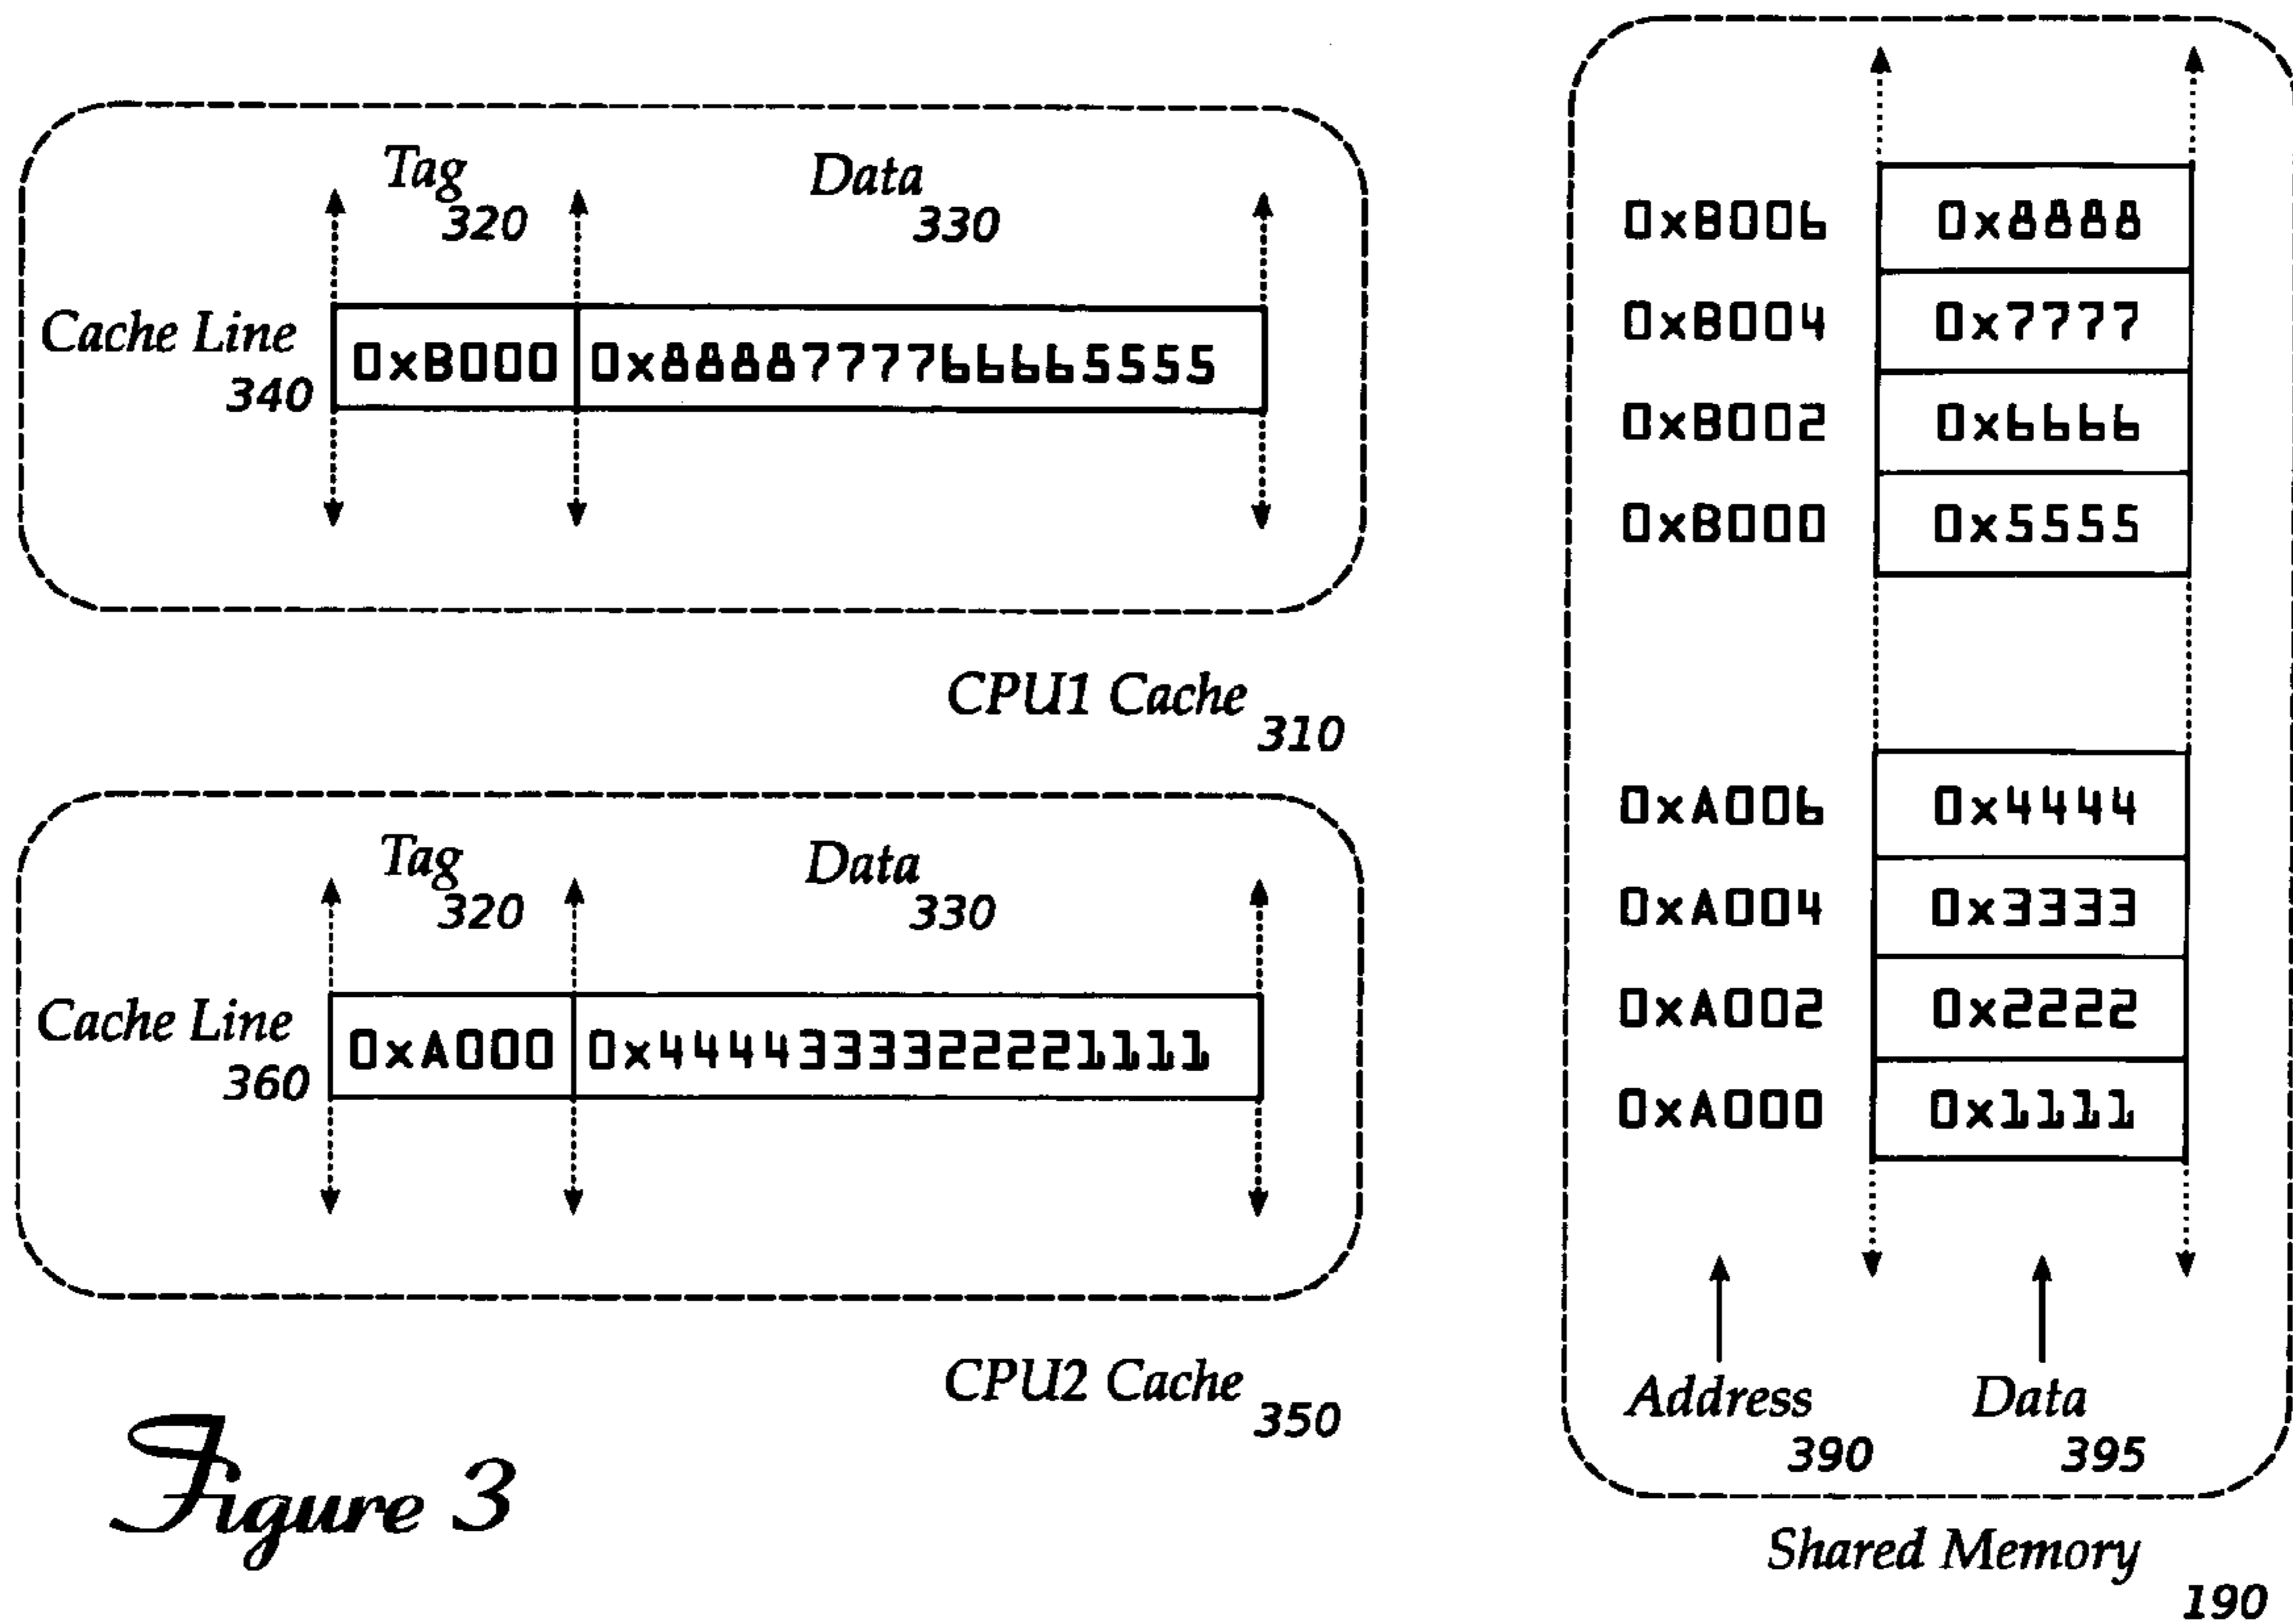 Tag 320 Data 330
Cache Line 340 0xB000 0x8888777766665555
CPU1 Cache 310
Tag 320 Data 330
Cache Line 360 0xA000 0x4444333322221111
CPU2 Cache 350
0xB006 0x8888
0xB004 0x7777
0xB002 0x6666
0xB000 0x5555
0xA006 0x4444
0xA004 0x3333
0xA002 0x2222
0xA000 0x1111
Address 390 Data 395
Shared Memory 190
Figure 3